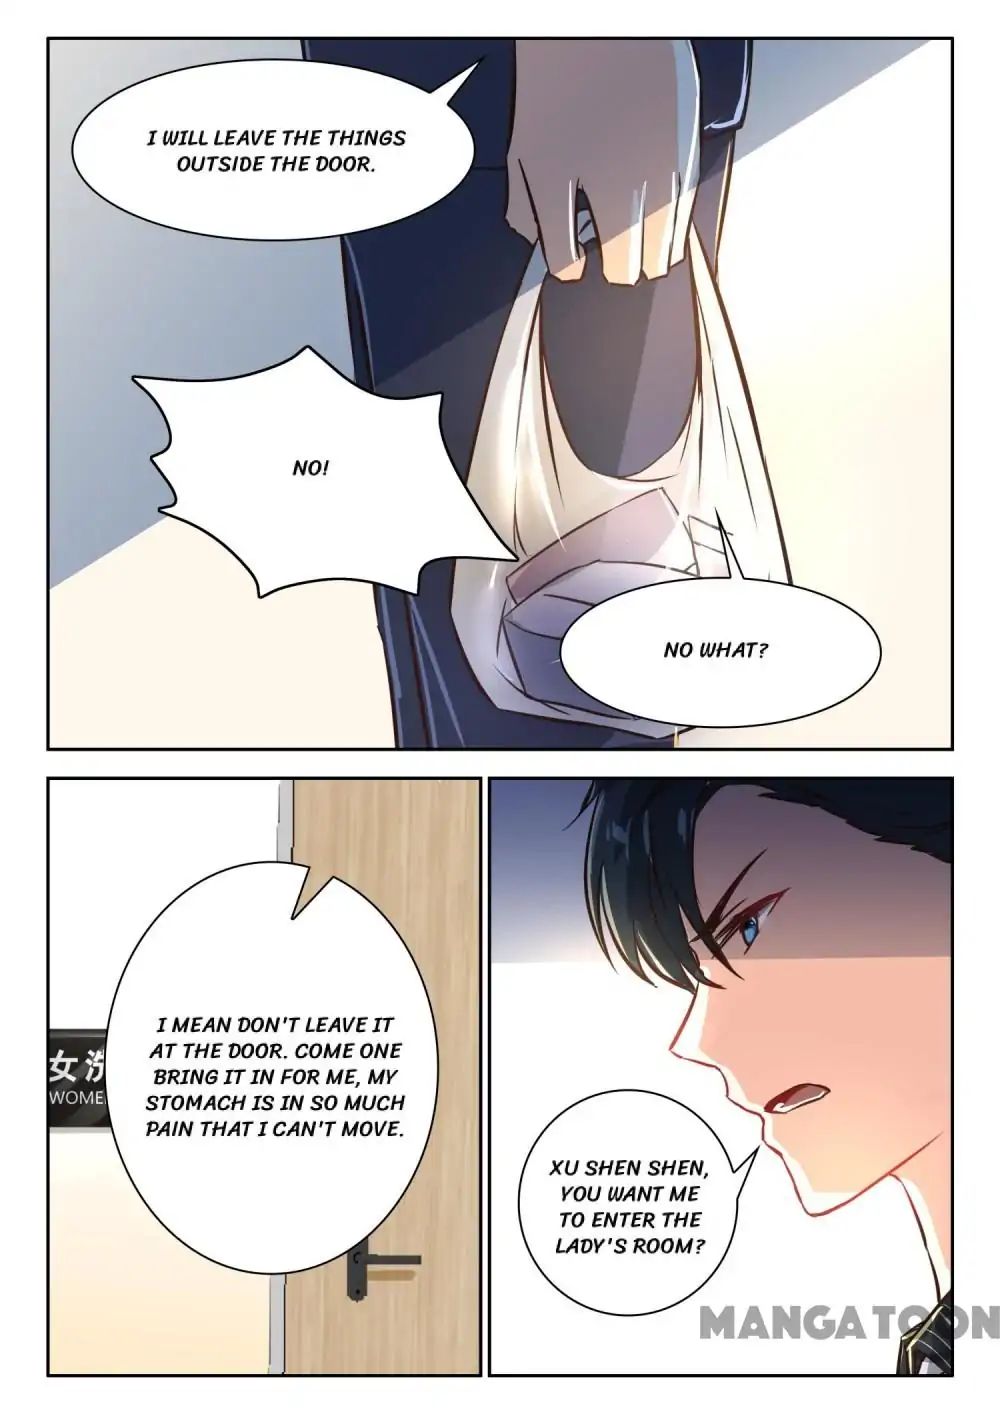 I WILL LEAVE THE THINGS
OUTSIDE THE DOOR.
NO!
NO WHAT?
I MEAN DON'T LEAVE IT
AT THE DOOR. COME ONE
BRING IT IN FOR ME, MY
STOMACH IS IN SO MUCH
PAIN THAT I CAN'T MOVE.
女洗
WOME
XU SHEN SHEN,
YOU WANT ME
TO ENTER THE
LADY'S ROOM?
MANGATOON